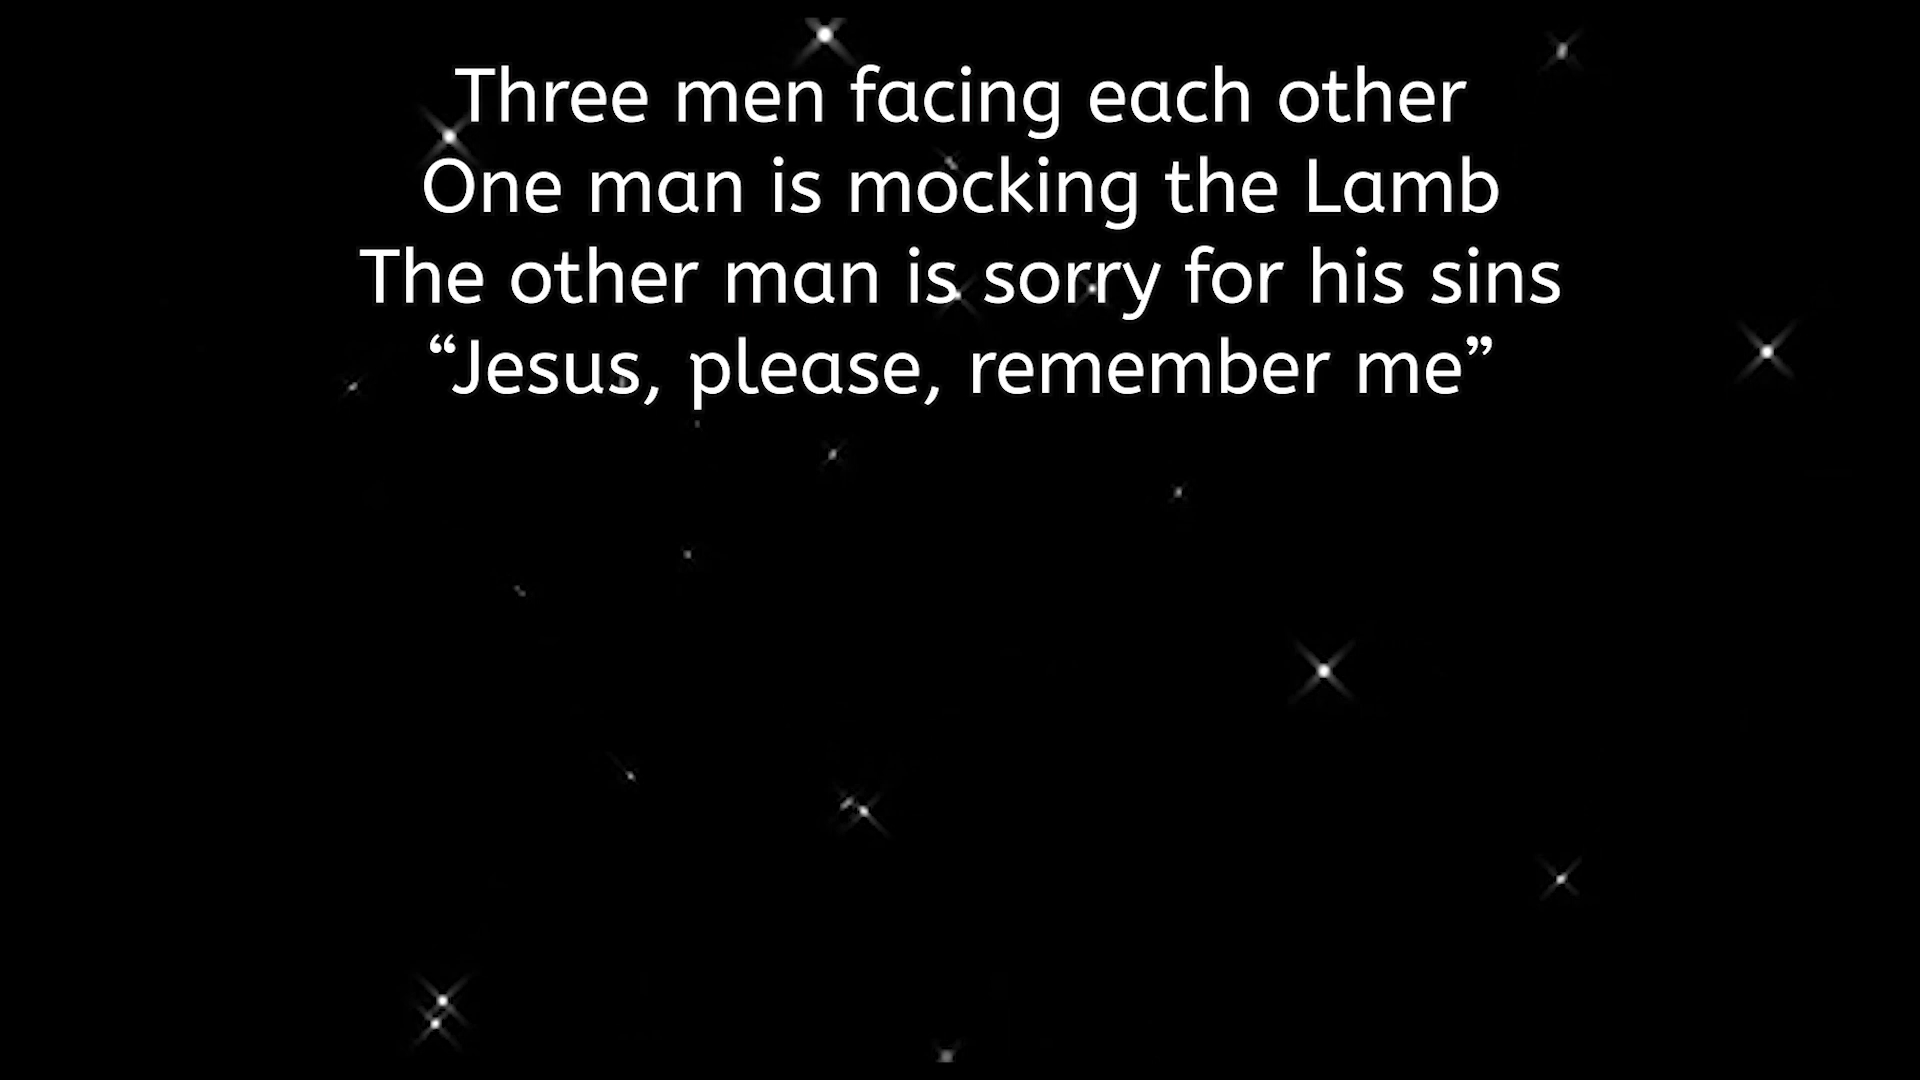 Three men facing each other
One man is mocking the Lamb
The other man is sorry for his sins
“Jesus, please, remember me”